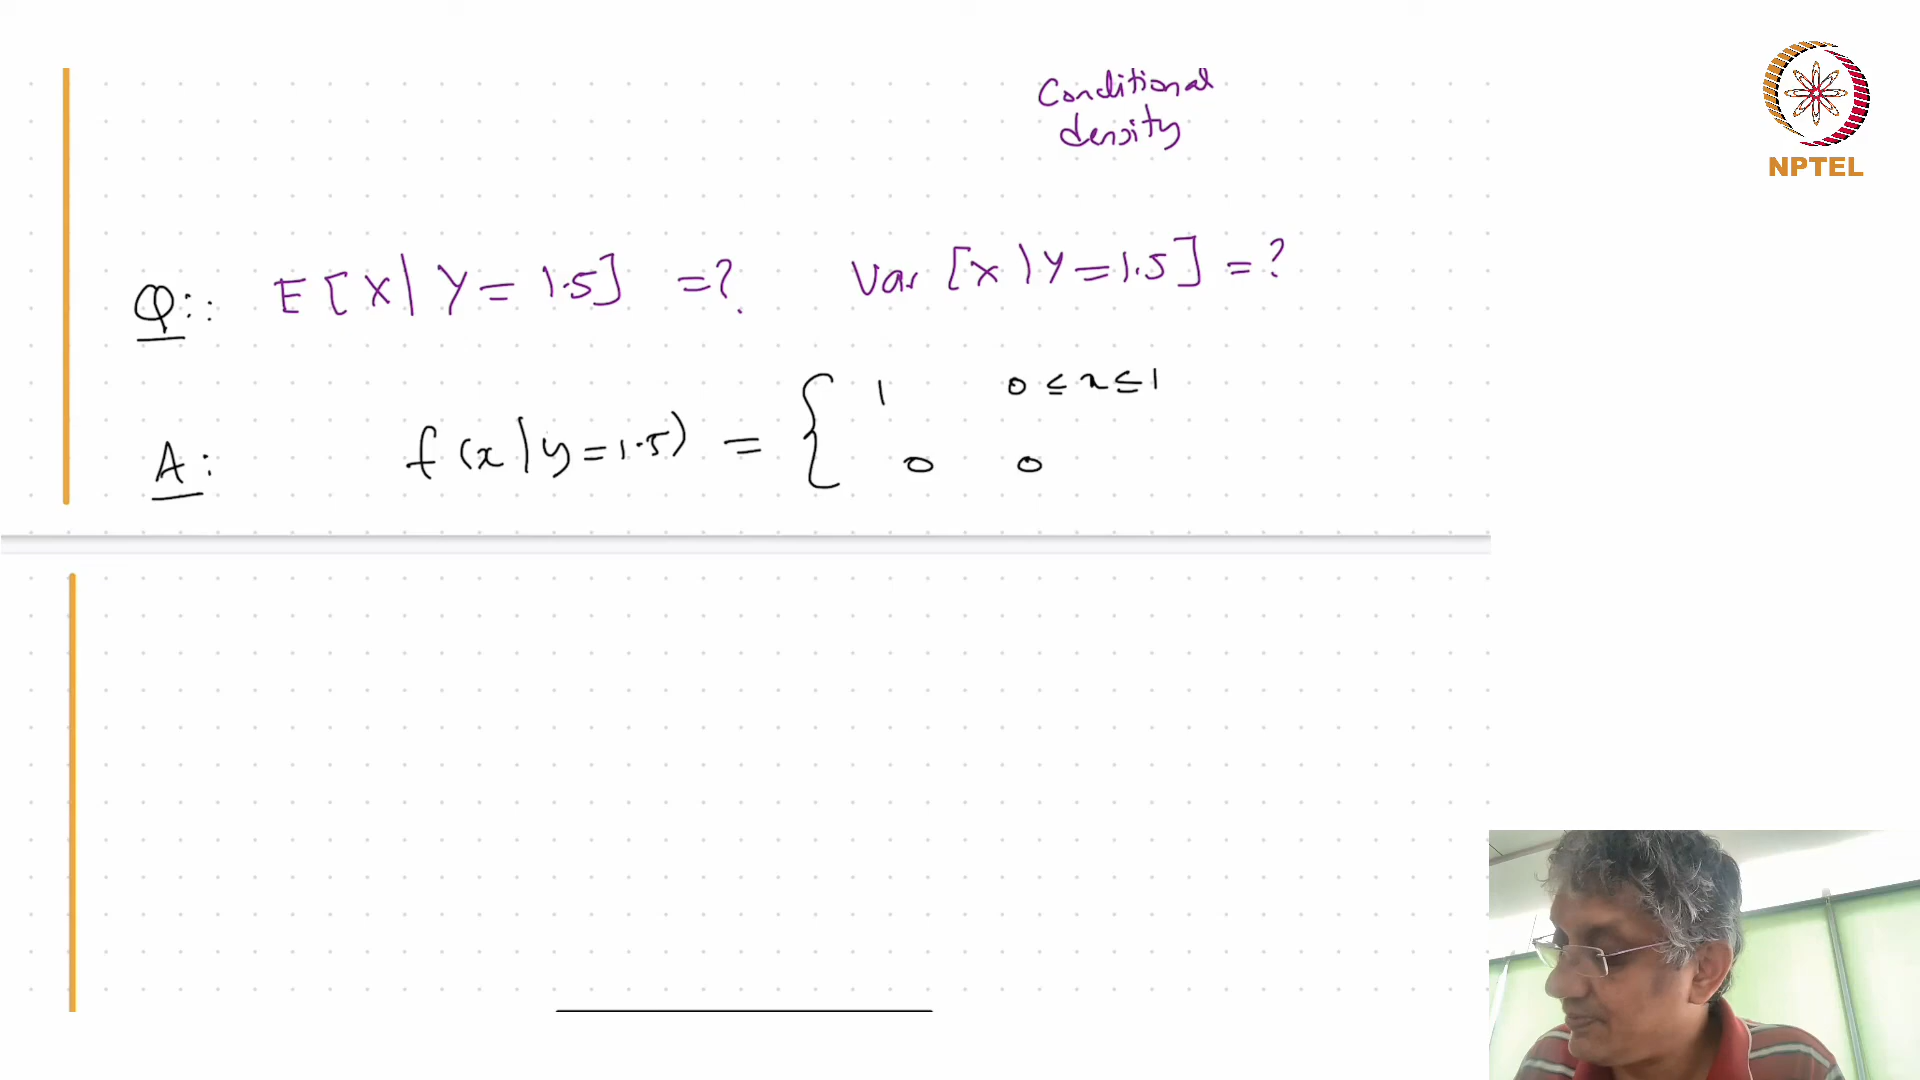 Conditional
density
NPTEL
Q:: E[X|Y=1.5] =? Var[X|Y=1.5] =?
A: f(x|y=1.5) = { 1 0≤x≤1
0 0